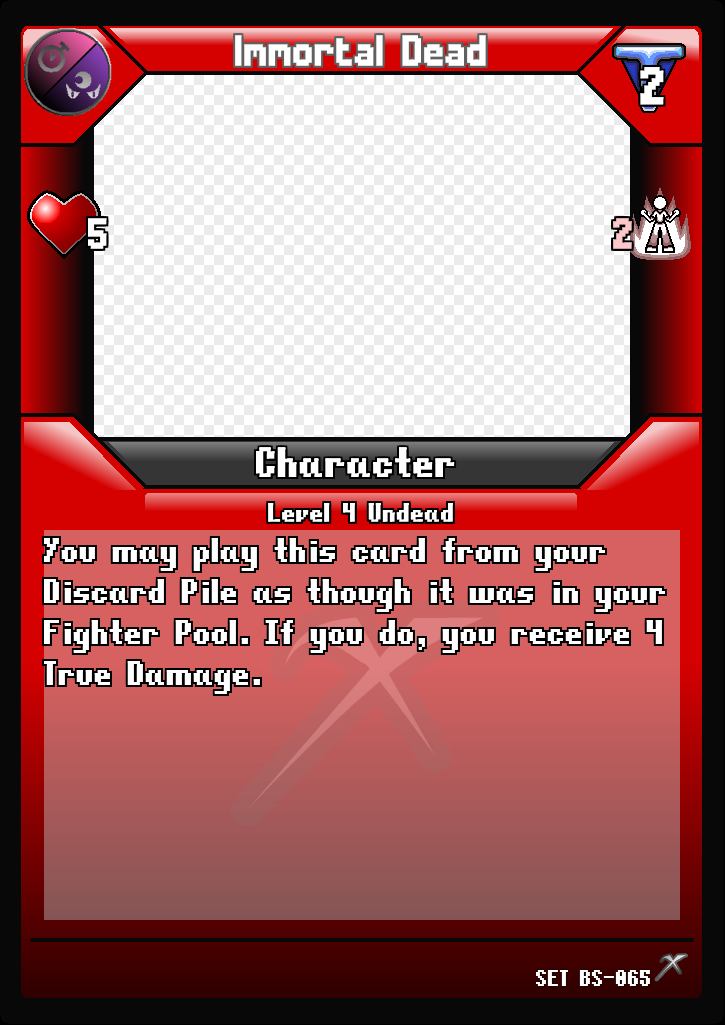 Immortal Dead
2
5
2
Character
Level 4 Undead
You may play this card from your
Discard Pile as though it was in your
Fighter Pool. If you do, you receive 4
True Damage.
SET BS-065